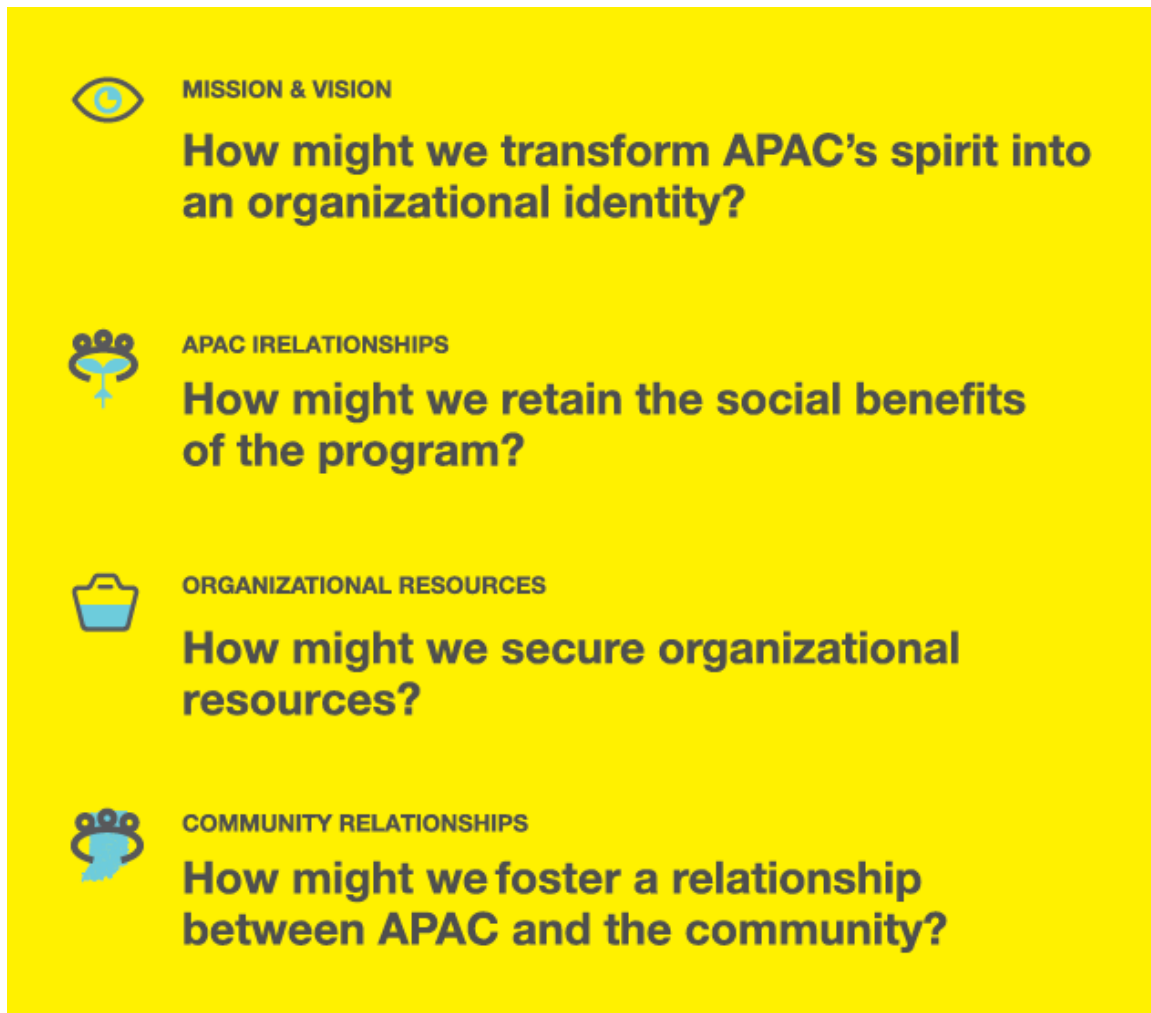 MISSION & VISION
How might we transform APAC’s spirit into
an organizational identity?
APAC IRELATIONSHIPS
How might we retain the social benefits
of the program?
ORGANIZATIONAL RESOURCES
How might we secure organizational
resources?
COMMUNITY RELATIONSHIPS
How might we foster a relationship
between APAC and the community?